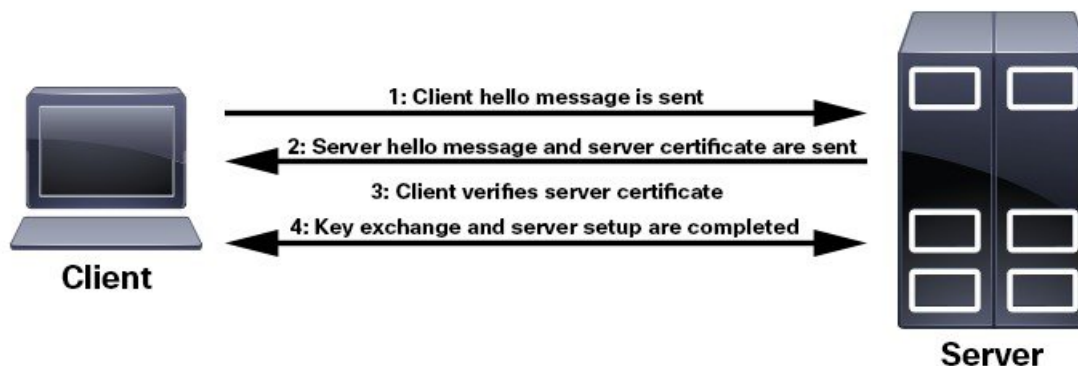 1: Client hello message is sent
2: Server hello message and server certificate are sent
3: Client verifies server certificate
4: Key exchange and server setup are completed
Client
Server